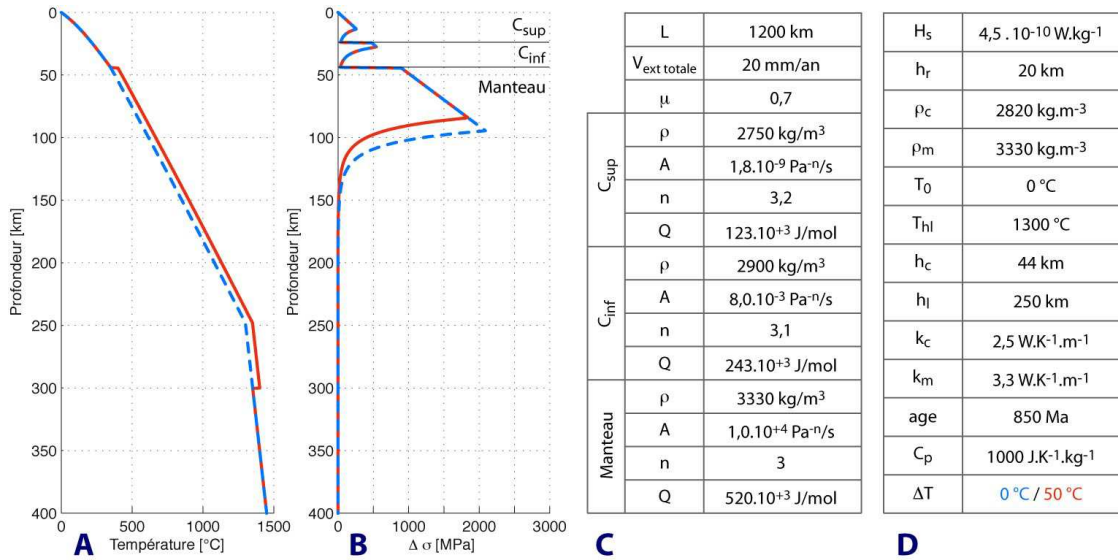 0
50
100
150
200
250
300
350
400
Profondeur [km]
0 500 1000 1500
A Température [°C]
0
50
100
150
200
250
300
350
400
Profondeur [km]
C_sup
C_inf
Manteau
0 1000 2000 3000
B Δ σ [MPa]
L 1200 km
V_ext totale 20 mm/an
μ 0,7
C_sup
ρ 2750 kg/m³
A 1,8.10⁻⁹ Pa⁻ⁿ/s
n 3,2
Q 123.10⁺³ J/mol
C_inf
ρ 2900 kg/m³
A 8,0.10⁻³ Pa⁻ⁿ/s
n 3,1
Q 243.10⁺³ J/mol
Manteau
ρ 3330 kg/m³
A 1,0.10⁺⁴ Pa⁻ⁿ/s
n 3
Q 520.10⁺³ J/mol
C
H_s 4,5 . 10⁻¹⁰ W.kg⁻¹
h_r 20 km
ρ_c 2820 kg.m⁻³
ρ_m 3330 kg.m⁻³
T_0 0 °C
T_hl 1300 °C
h_c 44 km
h_l 250 km
k_c 2,5 W.K⁻¹.m⁻¹
k_m 3,3 W.K⁻¹.m⁻¹
age 850 Ma
C_p 1000 J.K⁻¹.kg⁻¹
ΔT 0 °C / 50 °C
D